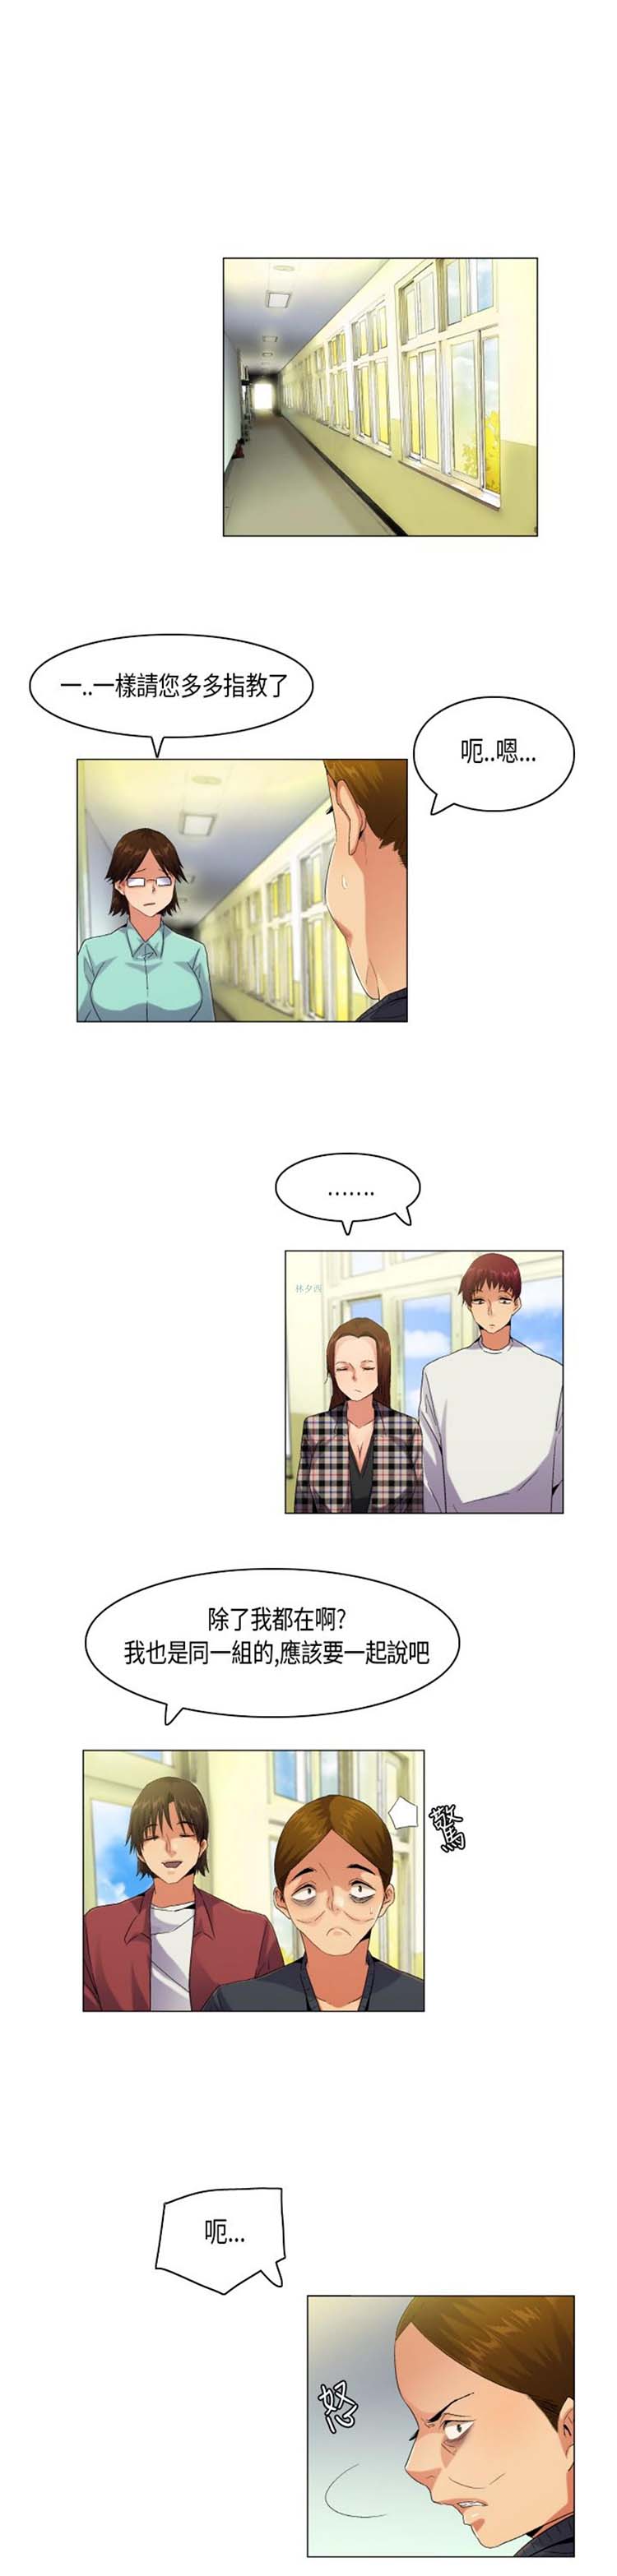 一..一樣請您多多指教了
呃..嗯...
.......
林夕西
除了我都在啊?
我也是同一組的,應該要一起說吧
驚
呃...
怒